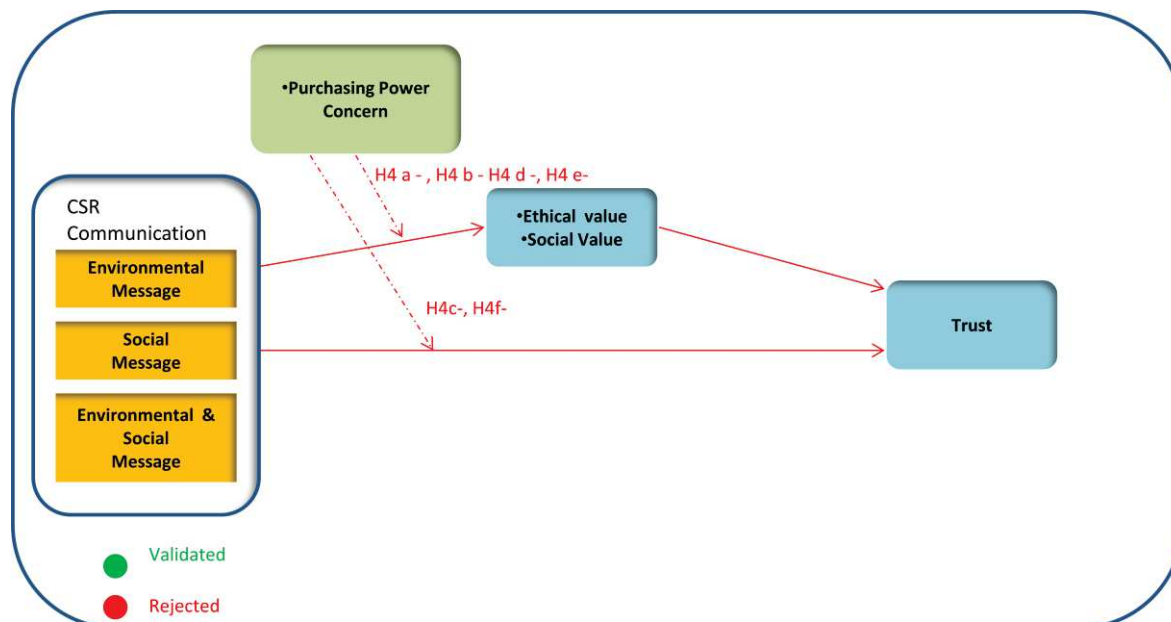 •Purchasing Power
Concern
H4 a - , H4 b - H4 d -, H4 e-
CSR
Communication
•Ethical value
•Social Value
Environmental
Message
H4c-, H4f-
Trust
Social
Message
Environmental &
Social
Message
Validated
Rejected